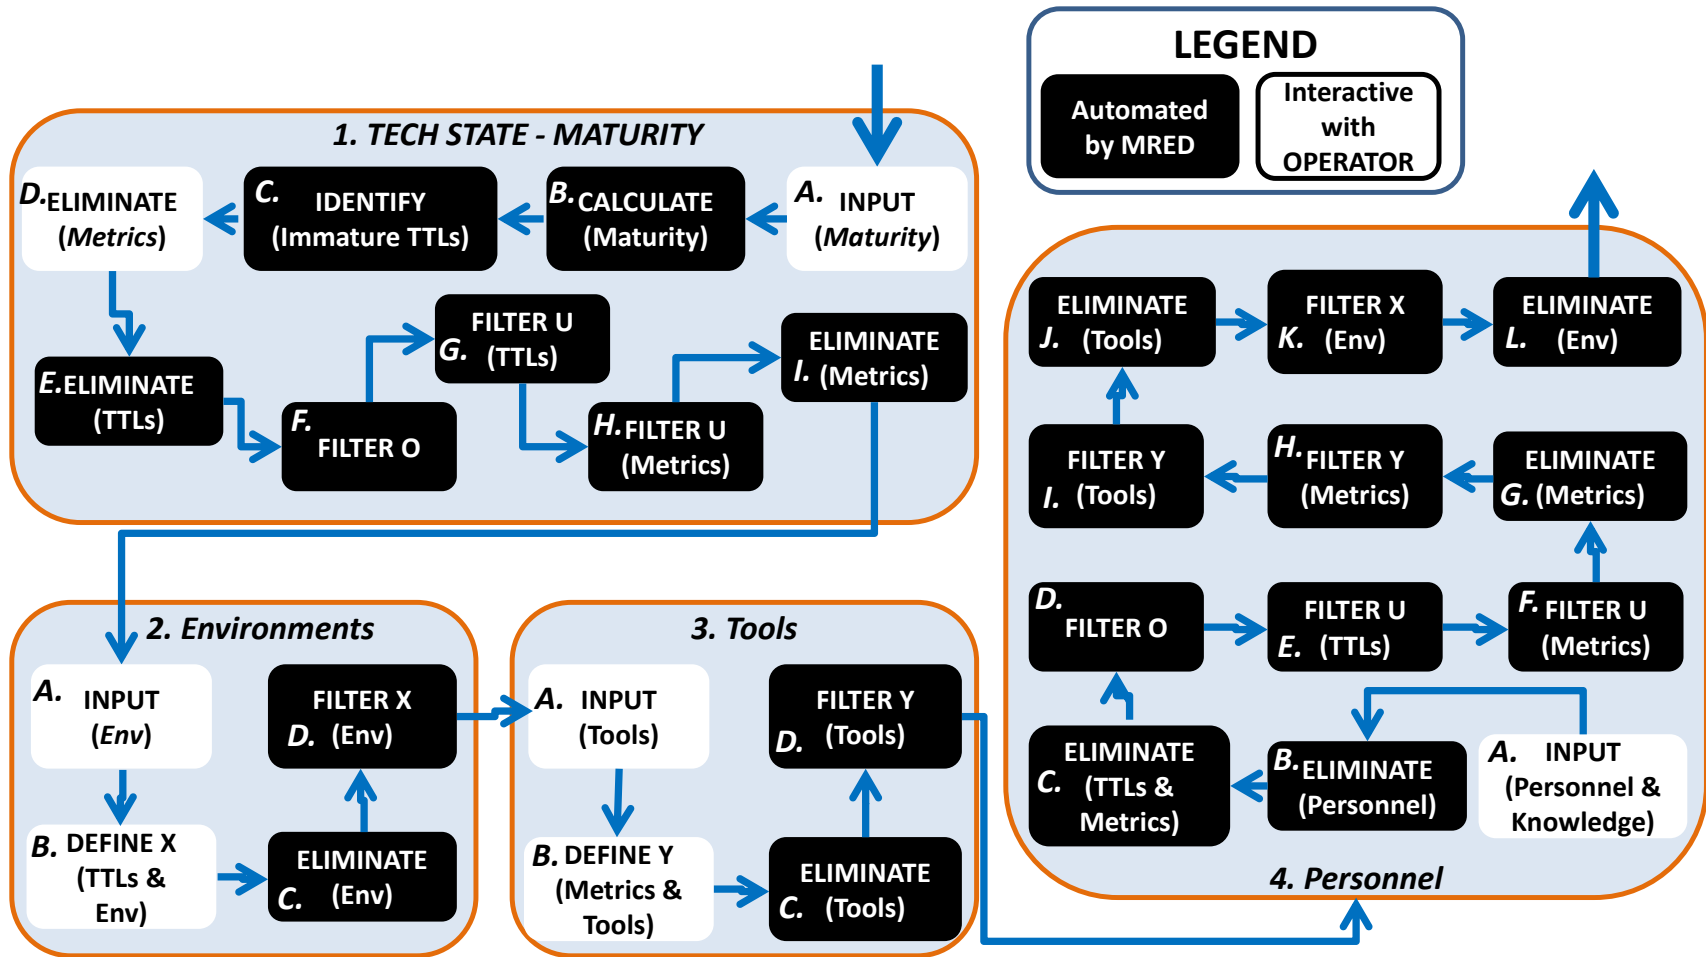 LEGEND
Automated
by MRED
Interactive
with
OPERATOR
1. TECH STATE - MATURITY
A. INPUT
(Maturity)
B. CALCULATE
(Maturity)
C. IDENTIFY
(Immature TTLs)
D. ELIMINATE
(Metrics)
E. ELIMINATE
(TTLs)
F.
FILTER O
FILTER U
G. (TTLs)
H. FILTER U
(Metrics)
ELIMINATE
I. (Metrics)
2. Environments
A. INPUT
(Env)
B. DEFINE X
(TTLs &
Env)
ELIMINATE
C. (Env)
FILTER X
D. (Env)
3. Tools
A. INPUT
(Tools)
B. DEFINE Y
(Metrics &
Tools)
ELIMINATE
C. (Tools)
FILTER Y
D. (Tools)
4. Personnel
A. INPUT
(Personnel &
Knowledge)
B. ELIMINATE
(Personnel)
ELIMINATE
C. (TTLs &
Metrics)
D.
FILTER O
FILTER U
E. (TTLs)
F. FILTER U
(Metrics)
ELIMINATE
G. (Metrics)
H. FILTER Y
(Metrics)
FILTER Y
I. (Tools)
ELIMINATE
J. (Tools)
FILTER X
K. (Env)
ELIMINATE
L. (Env)